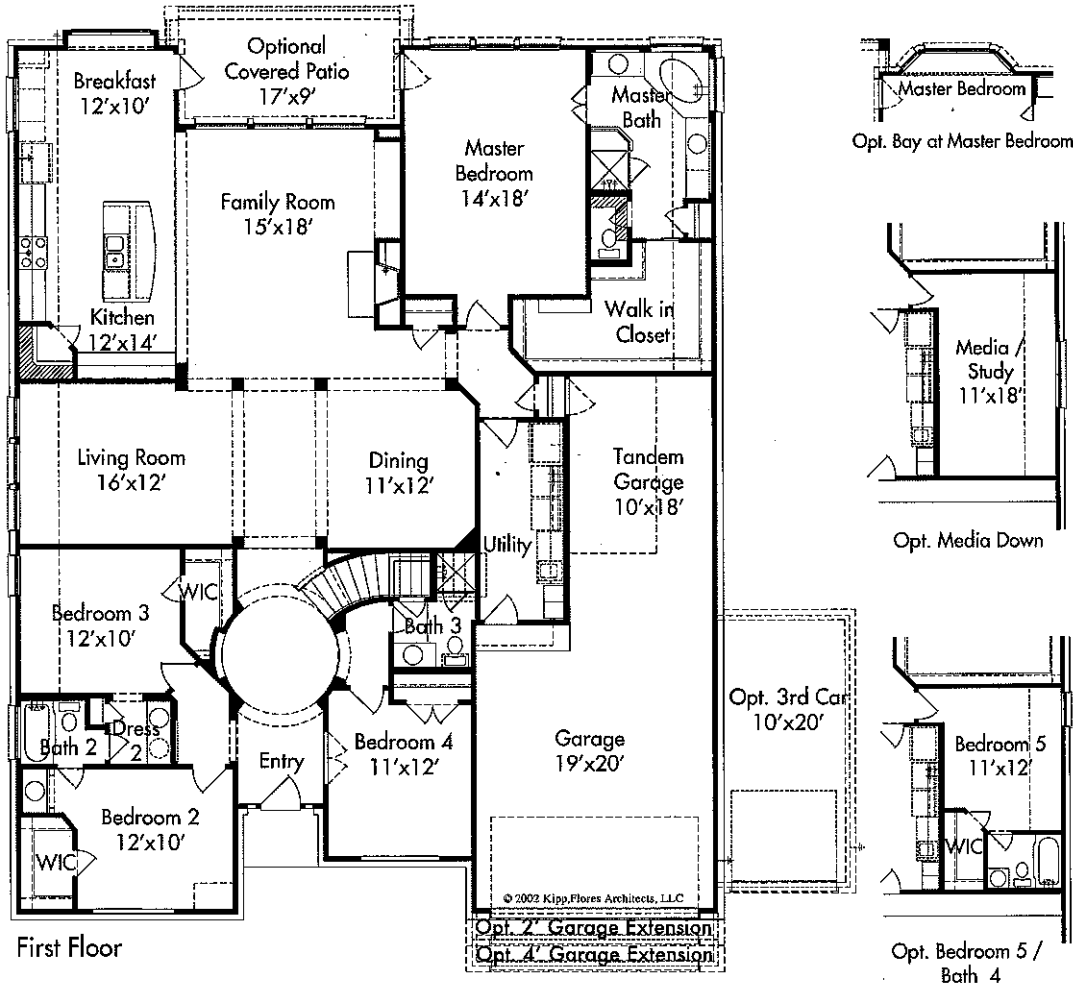 Optional
Covered Patio
17'x9'
Breakfast
12'x10'
Master
Bath
Master
Bedroom
14'x18'
Family Room
15'x18'
Kitchen
12'x14'
Walk in
Closet
Living Room
16'x12'
Dining
11'x12'
Tandem
Garage
10'x18'
Utility
WIC
Bedroom 3
12'x10'
Bath 3
Bath 2
Dress
2
Entry
Bedroom 4
11'x12'
Garage
19'x20'
Opt. 3rd Car
10'x20'
Bedroom 2
12'x10'
WIC
© 2002 Kipp,Flores Architects, LLC
Opt. 2' Garage Extension
Opt. 4' Garage Extension
First Floor
Master Bedroom
Opt. Bay at Master Bedroom
Media /
Study
11'x18'
Opt. Media Down
Bedroom 5
11'x12'
WIC
Opt. Bedroom 5 /
Bath 4